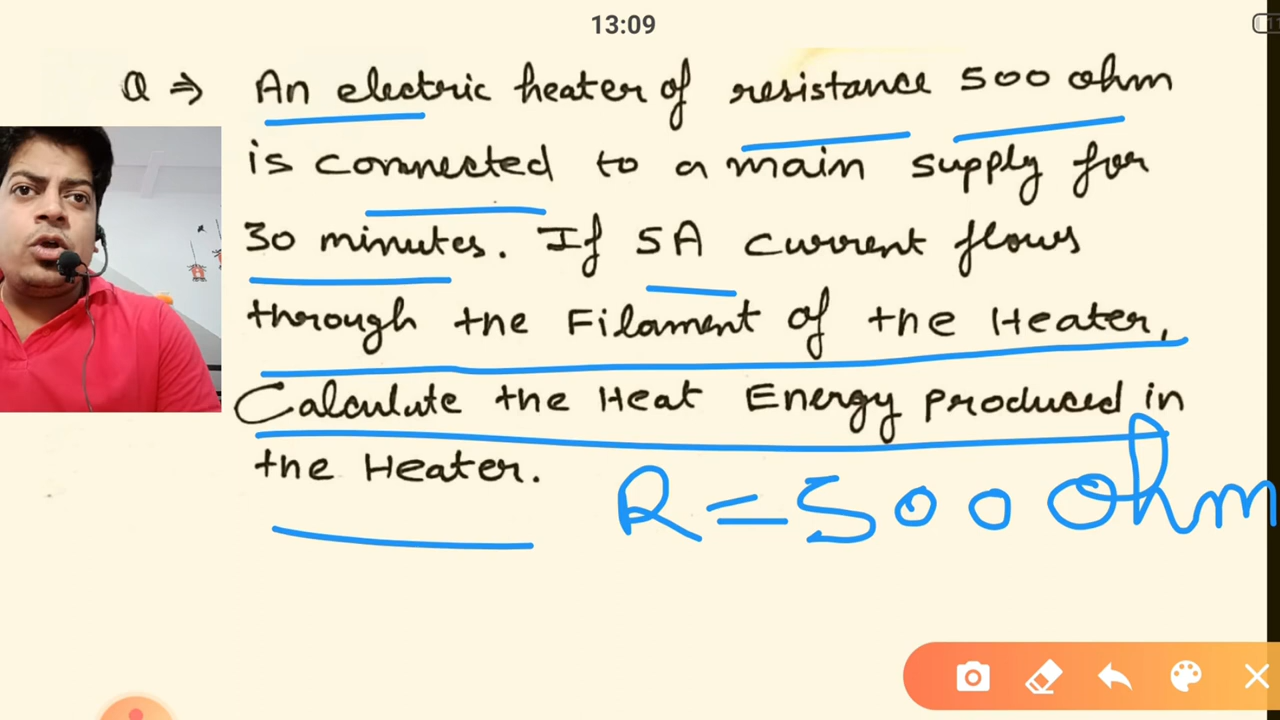 13:09
Q ⇒ An electric heater of resistance 500 ohm
is connected to a main supply for
30 minutes. If 5A current flows
through the Filament of the Heater,
Calculate the Heat Energy produced in
the Heater.
R = 500 ohm